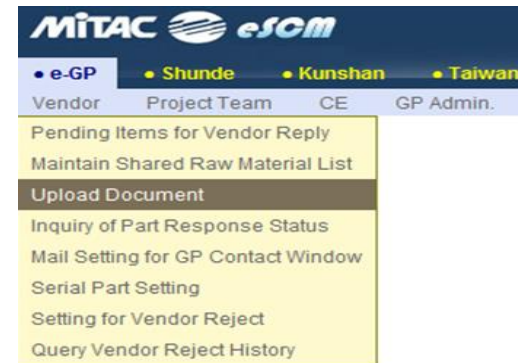 MiTAC eSCM
• e-GP • Shunde • Kunshan • Taiwan
Vendor Project Team CE GP Admin.
Pending Items for Vendor Reply
Maintain Shared Raw Material List
Upload Document
Inquiry of Part Response Status
Mail Setting for GP Contact Window
Serial Part Setting
Setting for Vendor Reject
Query Vendor Reject History